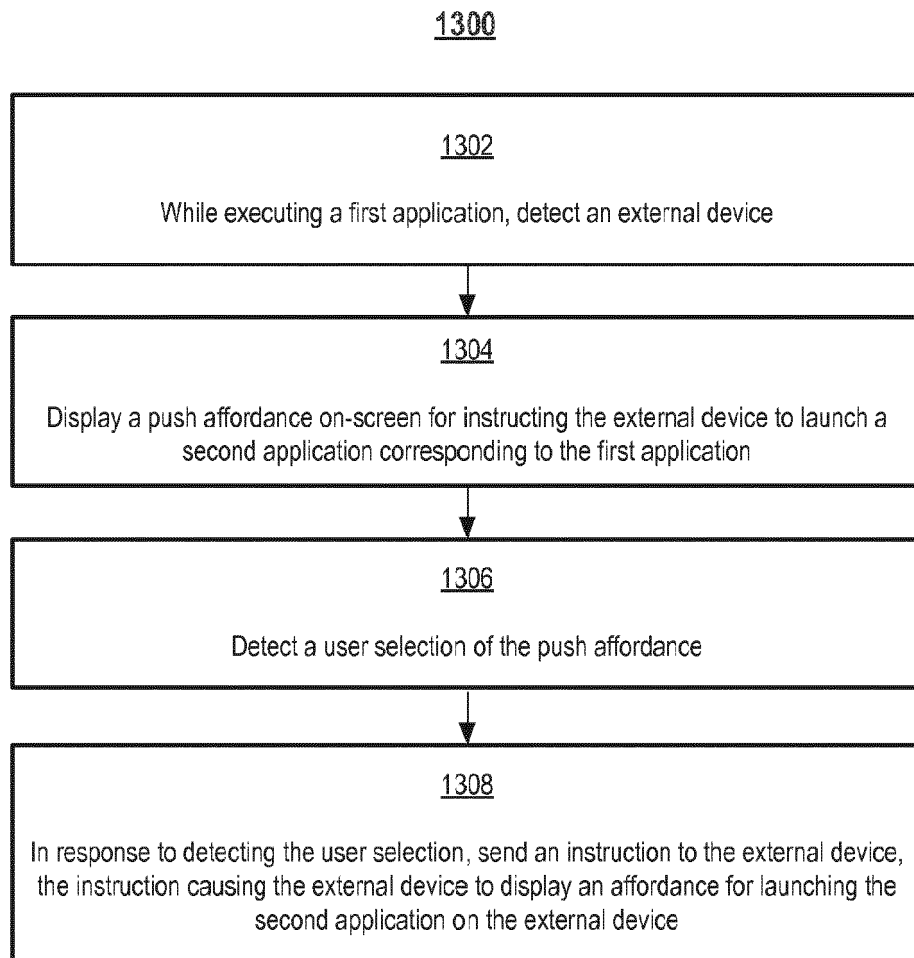 1300
1302
While executing a first application, detect an external device
1304
Display a push affordance on-screen for instructing the external device to launch a
second application corresponding to the first application
1306
Detect a user selection of the push affordance
1308
In response to detecting the user selection, send an instruction to the external device,
the instruction causing the external device to display an affordance for launching the
second application on the external device